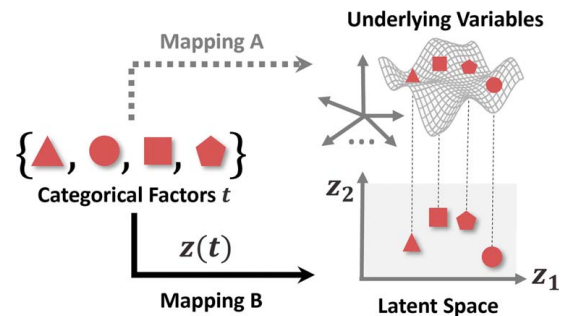 Underlying Variables
Mapping A
{ , , , }
Categorical Factors t
z(t)
Mapping B
...
z₂
z₁
Latent Space